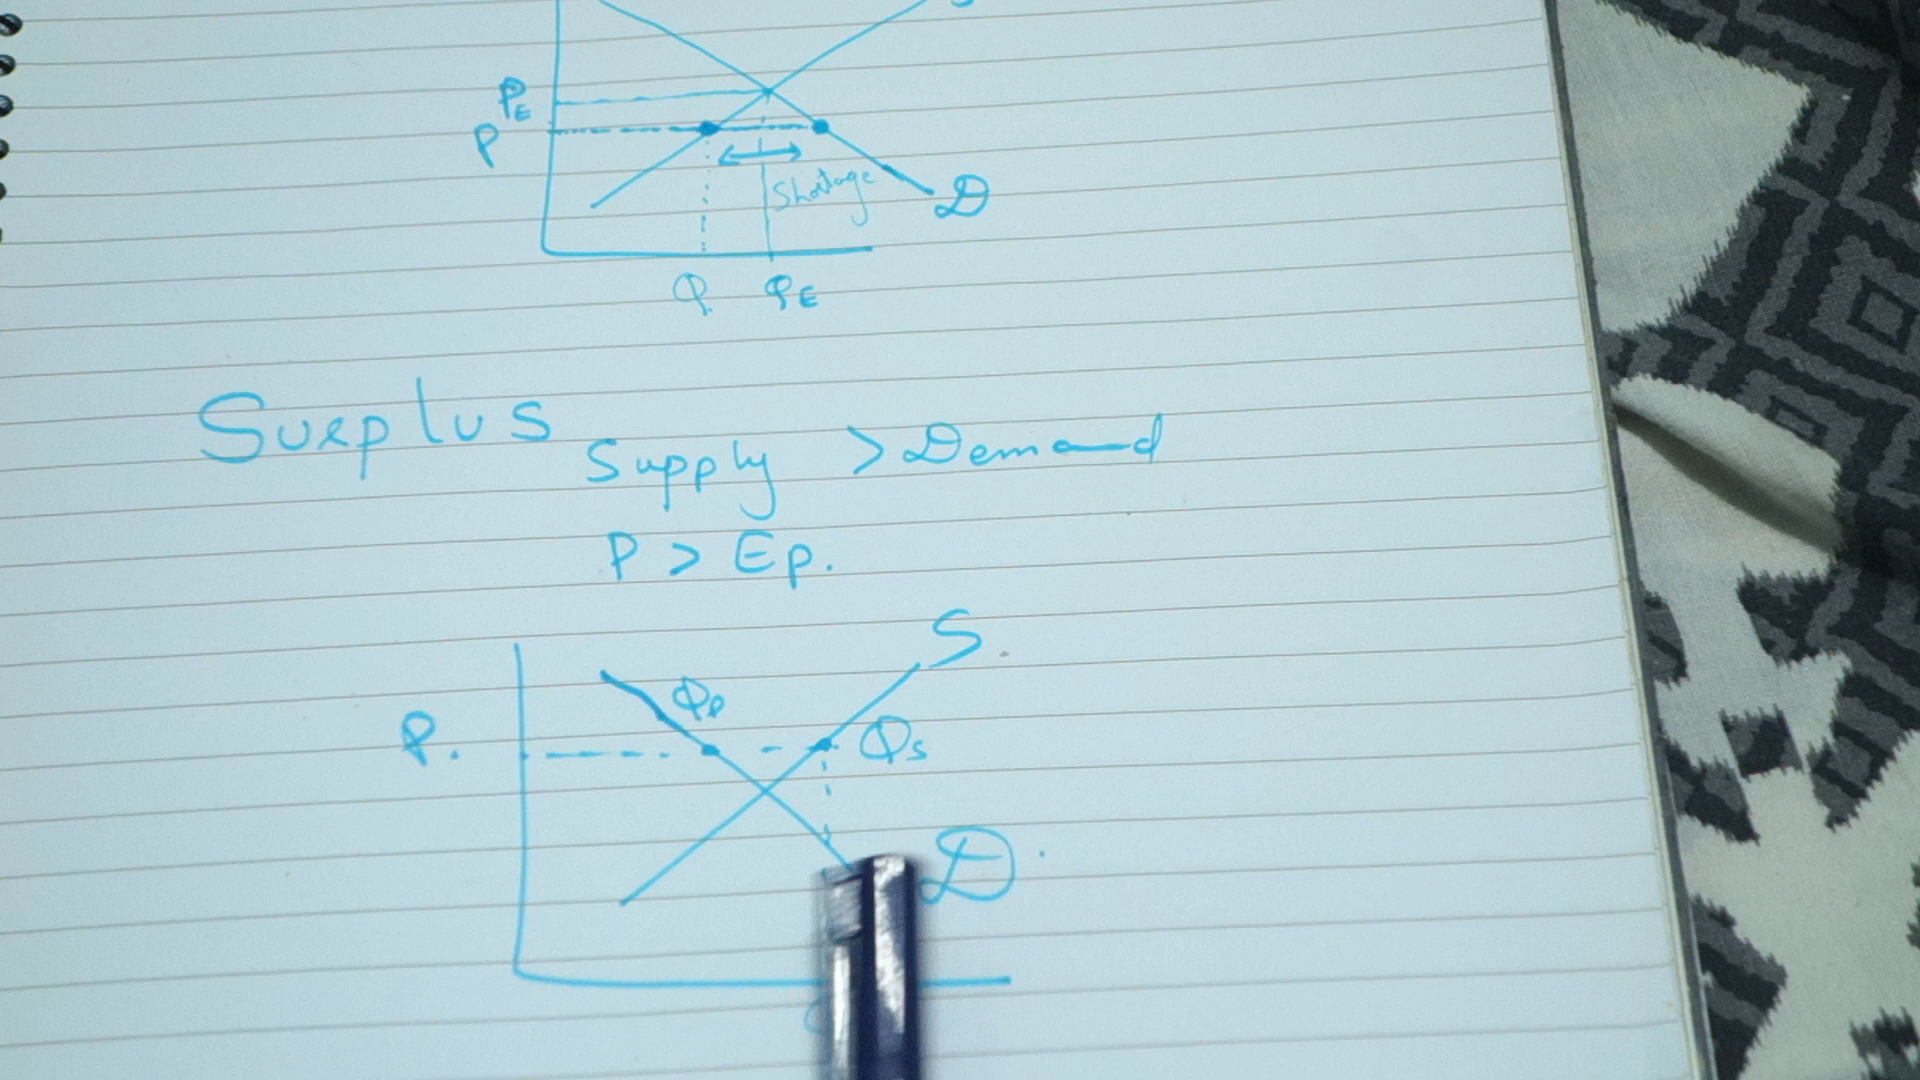 PE
P
Shortage
D
Q QE
Surplus
Supply > Demand
P > Ep.
S
QD
P.
Qs
D